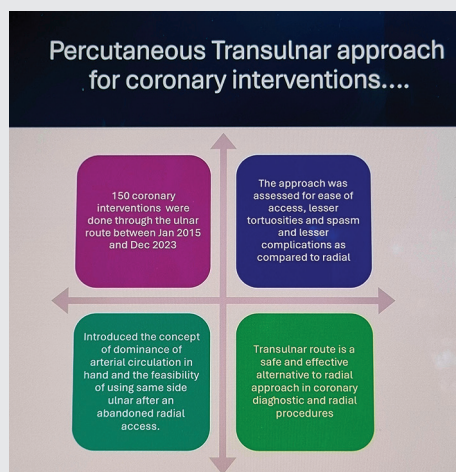 Percutaneous Transulnar approach
for coronary interventions....
150 coronary
interventions were
done through the ulnar
route between Jan 2015
and Dec 2023
The approach was
assessed for ease of
access, lesser
tortuosities and spasm
and lesser
complications as
compared to radial
Introduced the concept
of dominance of
arterial circulation in
hand and the feasibility
of using same side
ulnar after an
abandoned radial
access.
Transulnar route is a
safe and effective
alternative to radial
approach in coronary
diagnostic and radial
procedures